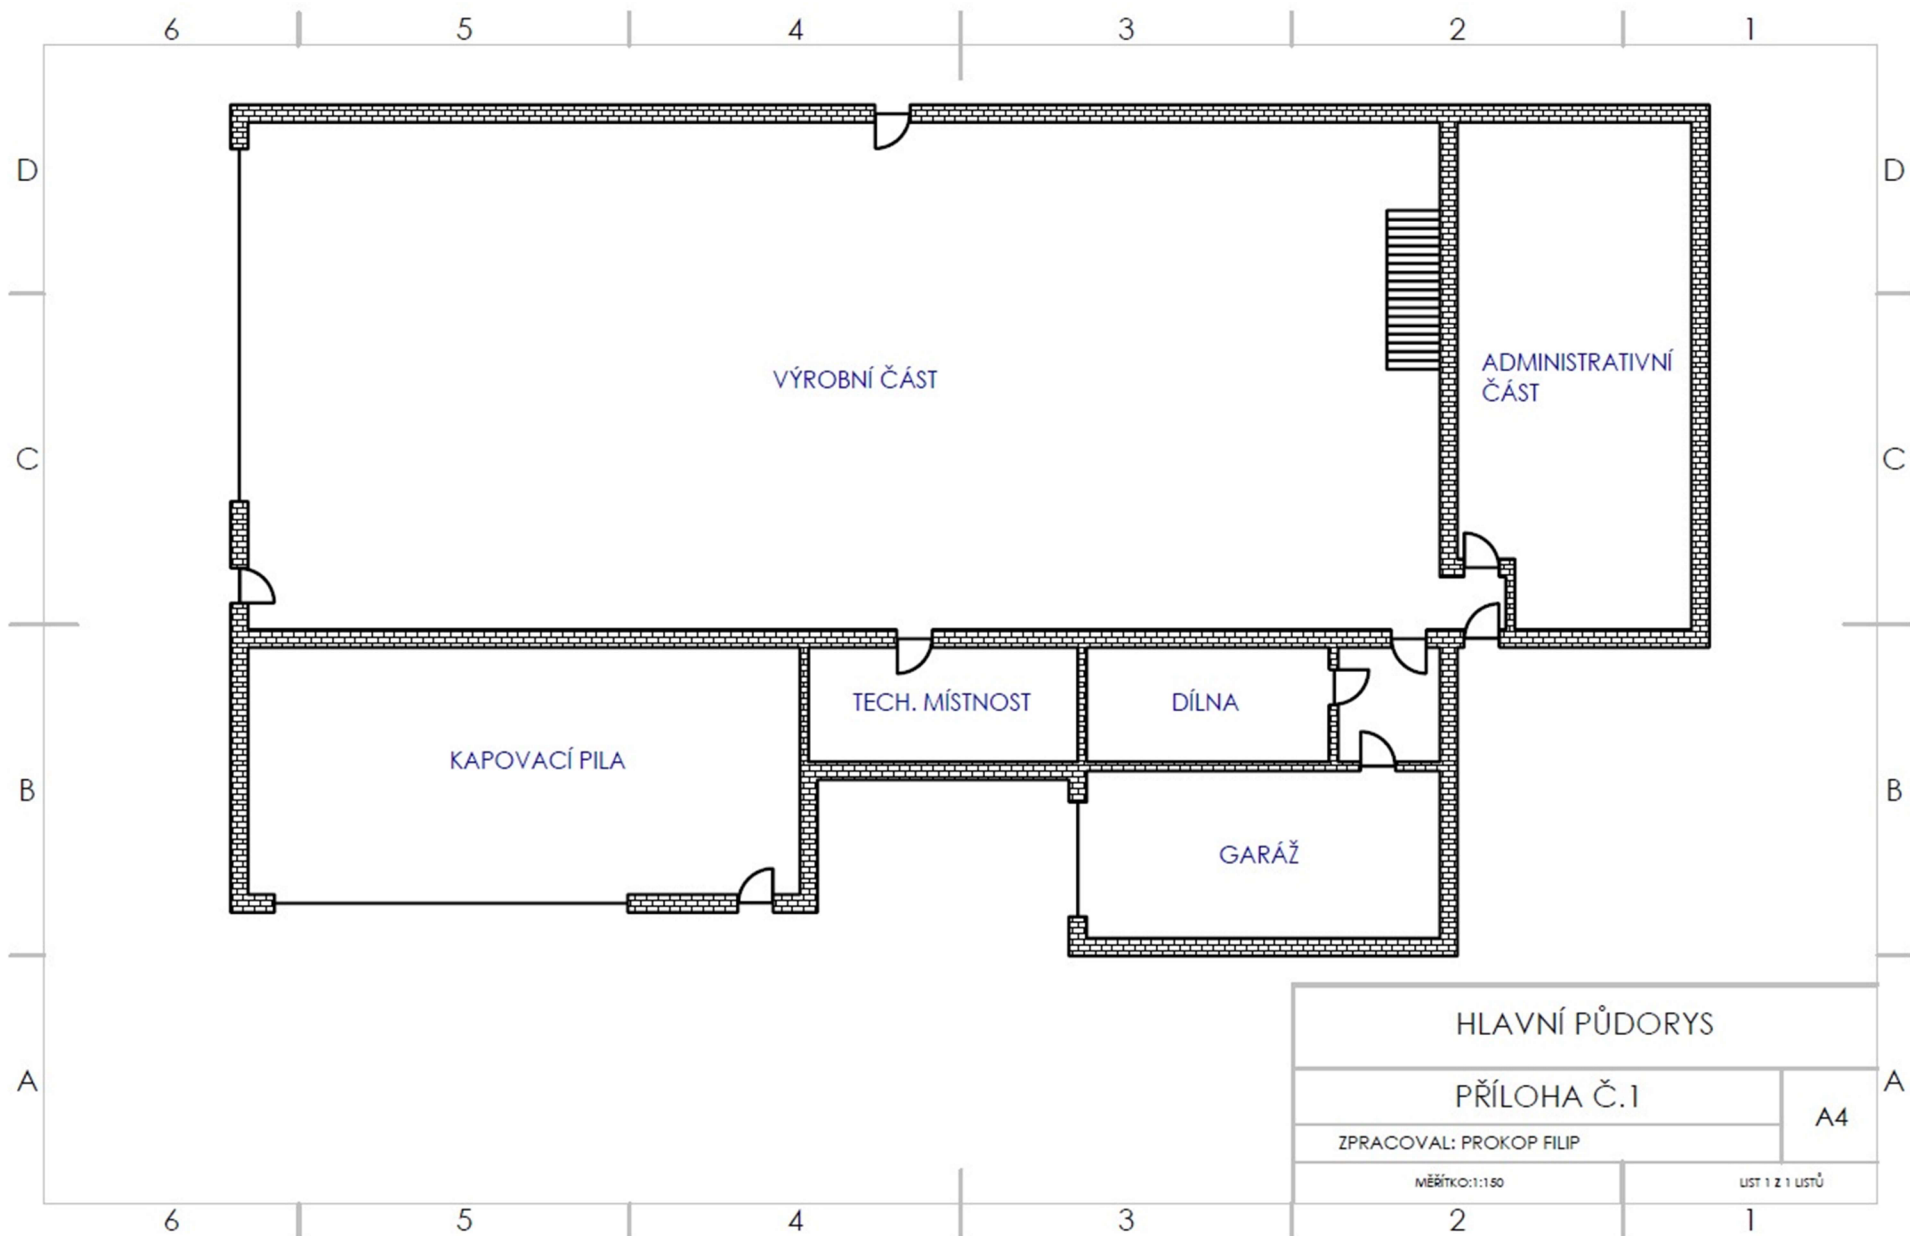 6 5 4 3 2 1
D D
VÝROBNÍ ČÁST
ADMINISTRATIVNÍ
ČÁST
C C
TECH. MÍSTNOST
DÍLNA
KAPOVACÍ PILA
B B
GARÁŽ
HLAVNÍ PŮDORYS
A A
PŘÍLOHA Č.1
A4
ZPRACOVAL: PROKOP FILIP
MĚŘÍTKO:1:150
LIST 1 Z 1 LISTŮ
6 5 4 3 2 1